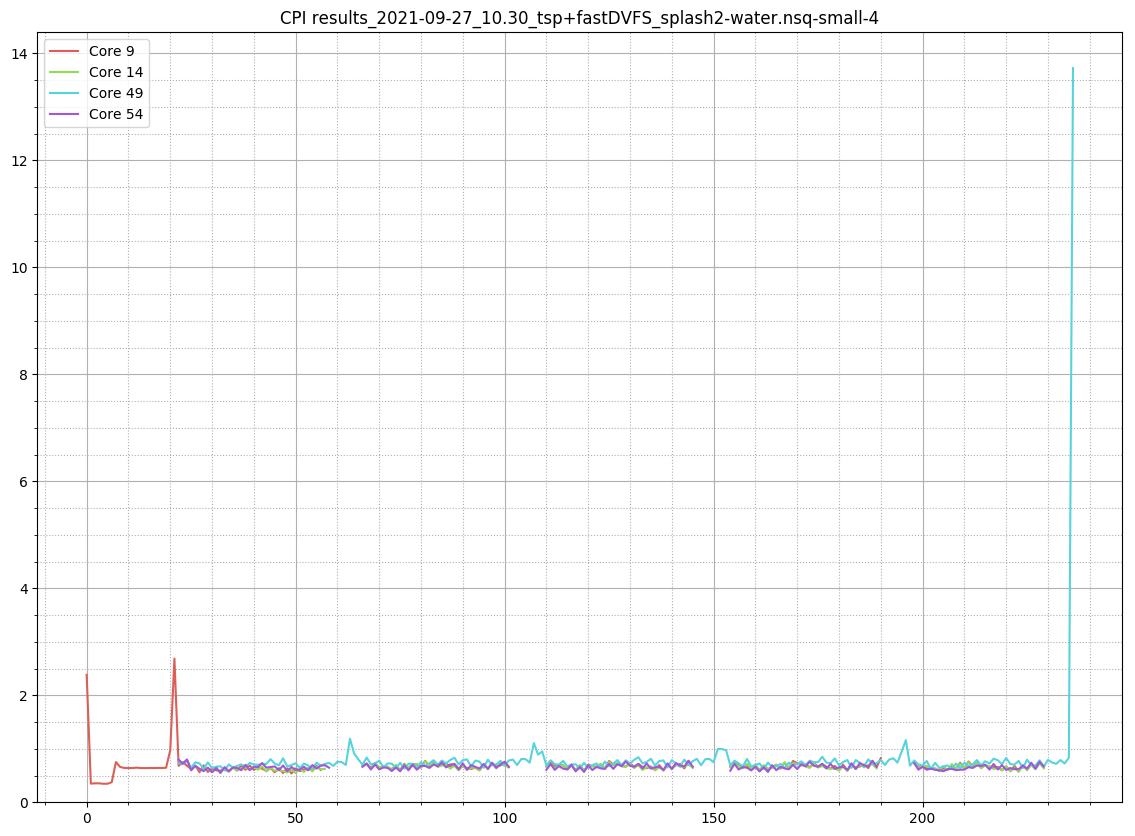 CPI results_2021-09-27_10.30_tsp+fastDVFS_splash2-water.nsq-small-4
Core 9
Core 14
Core 49
Core 54
14
12
10
8
6
4
2
0
0 50 100 150 200